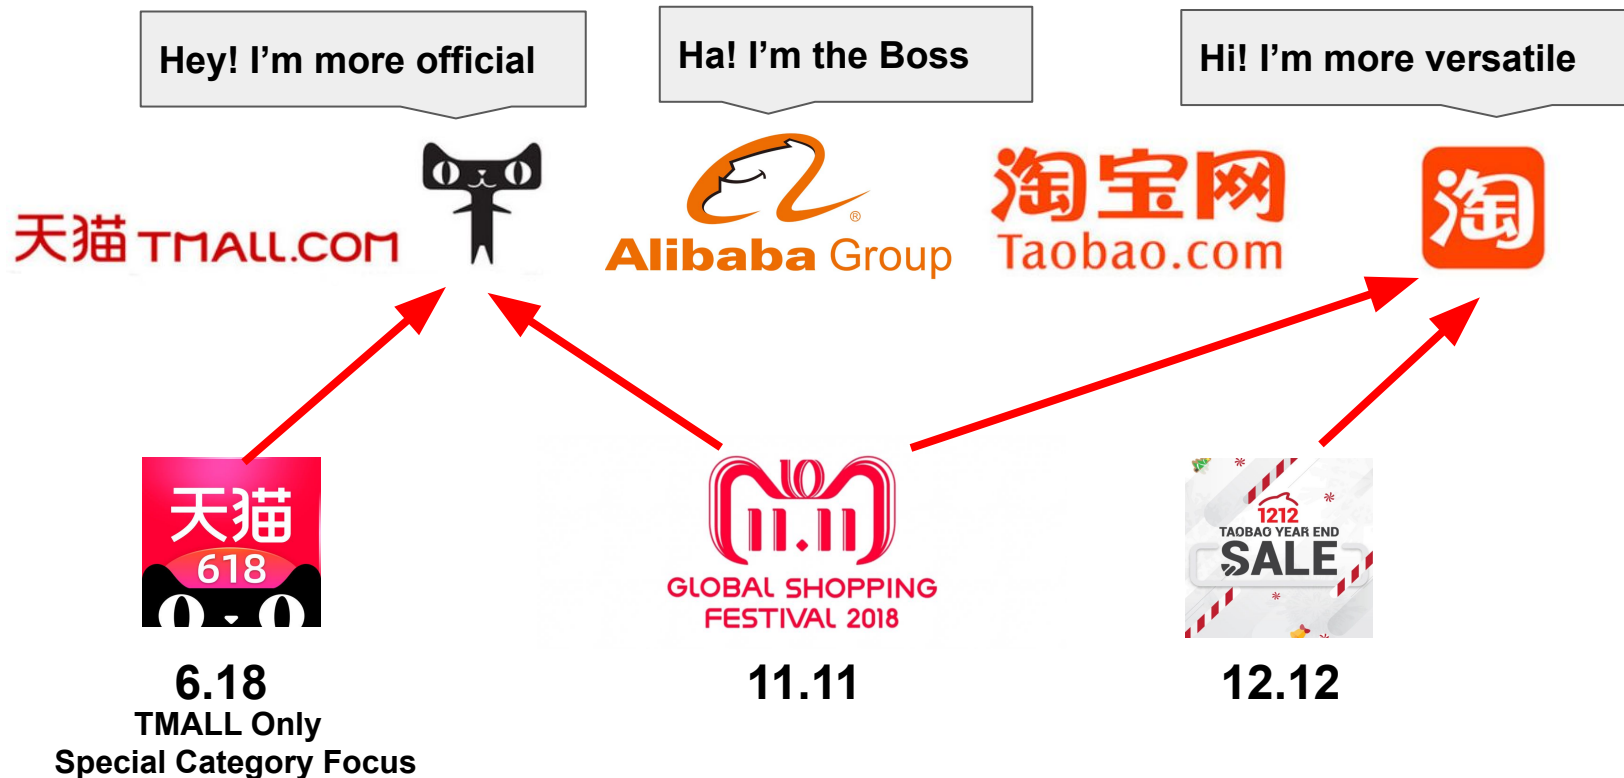 Hey! I'm more official
Ha! I'm the Boss
Hi! I'm more versatile
天猫 TMALL.COM
Alibaba Group
®
淘宝网
Taobao.com
淘
天猫
618
11.11
GLOBAL SHOPPING
FESTIVAL 2018
1212
TAOBAO YEAR END
SALE
6.18
TMALL Only
Special Category Focus
11.11
12.12